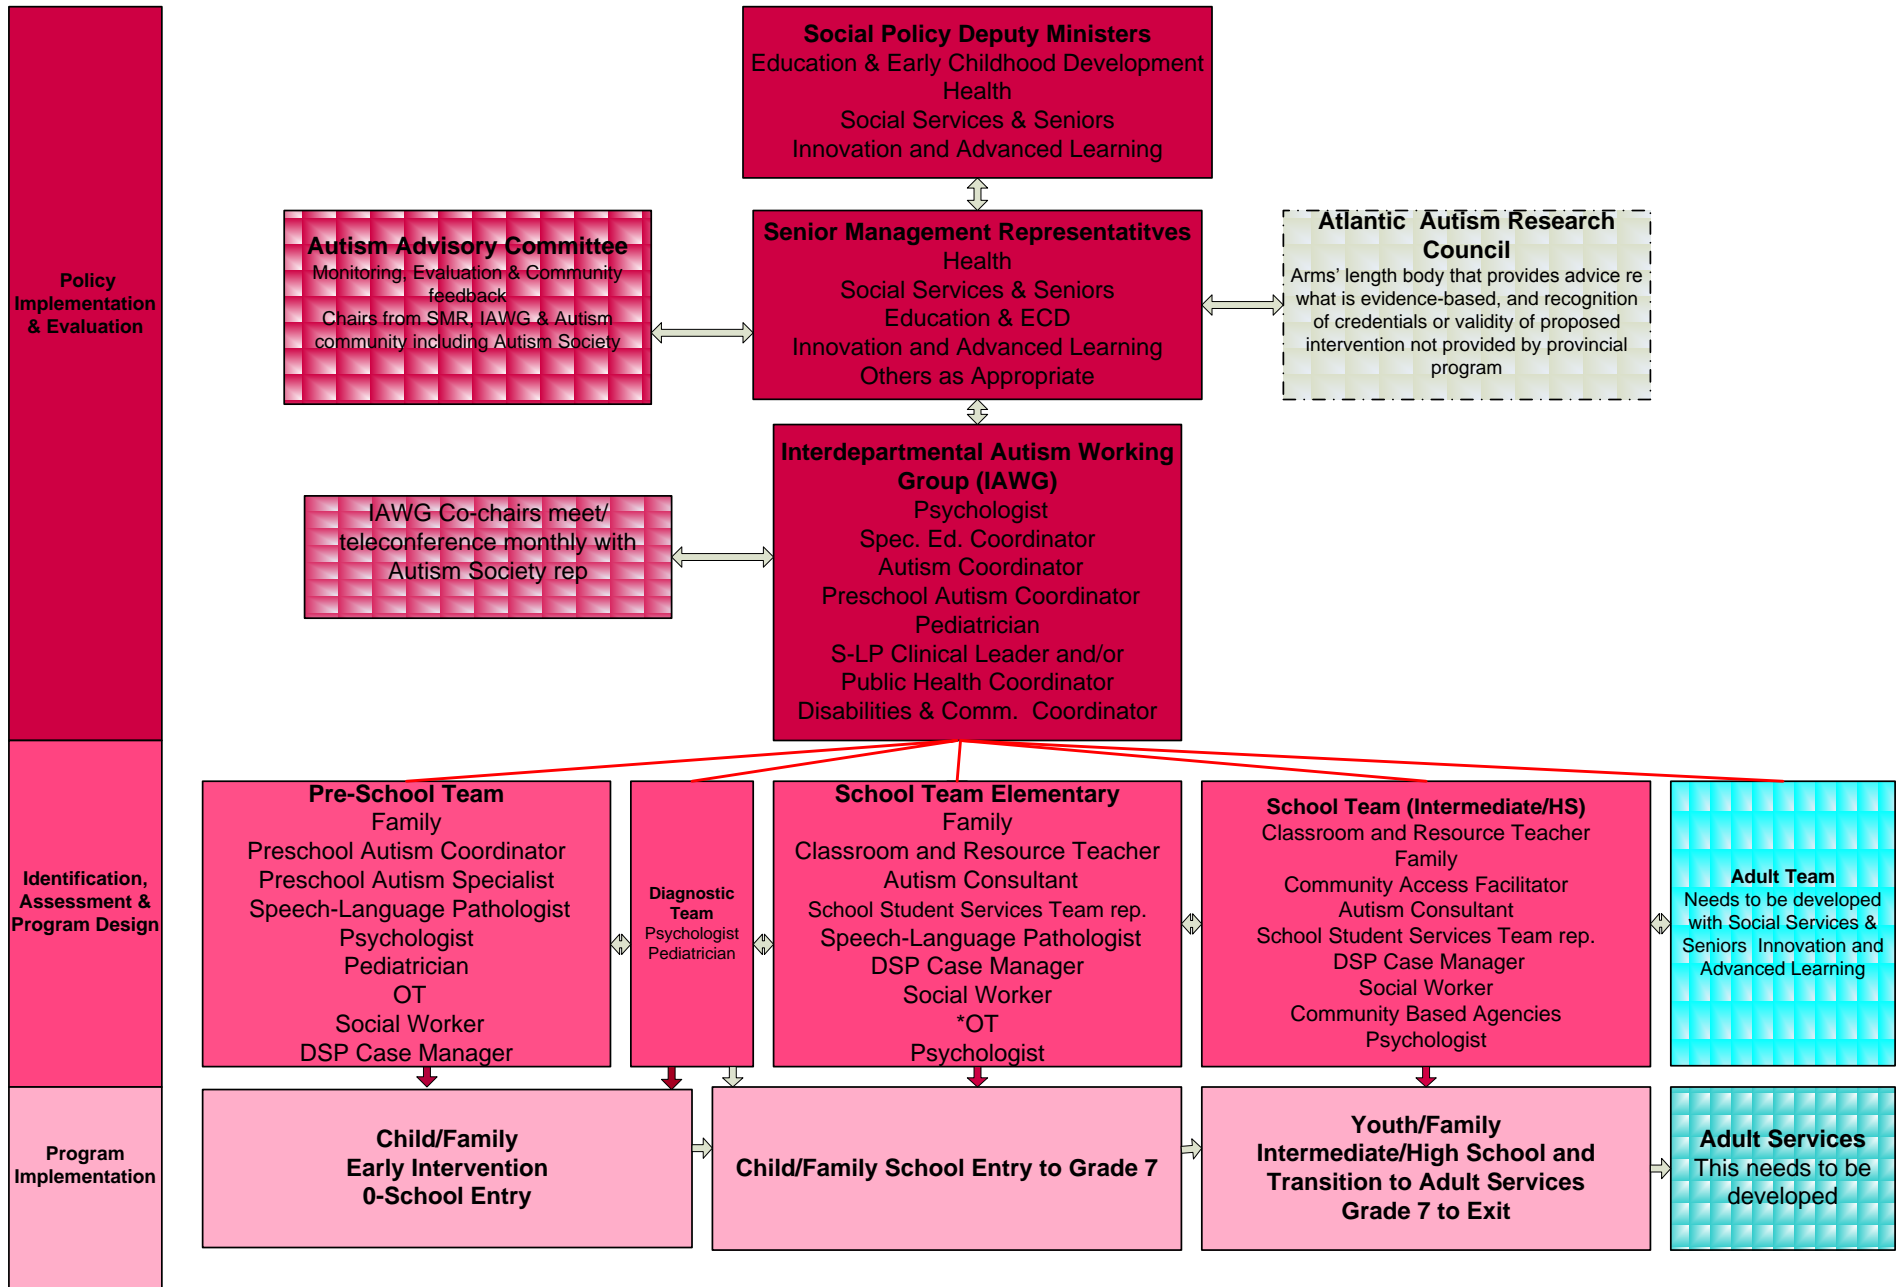 Social Policy Deputy Ministers
Education & Early Childhood Development
Health
Social Services & Seniors
Innovation and Advanced Learning
Policy
Implementation
& Evaluation
Autism Advisory Committee
Monitoring, Evaluation & Community
feedback
Chairs from SMR, IAWG & Autism
community including Autism Society
Senior Management Representatitves
Health
Social Services & Seniors
Education & ECD
Innovation and Advanced Learning
Others as Appropriate
Atlantic Autism Research
Council
Arms' length body that provides advice re
what is evidence-based, and recognition
of credentials or validity of proposed
intervention not provided by provincial
program
IAWG Co-chairs meet/
teleconference monthly with
Autism Society rep
Interdepartmental Autism Working
Group (IAWG)
Psychologist
Spec. Ed. Coordinator
Autism Coordinator
Preschool Autism Coordinator
Pediatrician
S-LP Clinical Leader and/or
Public Health Coordinator
Disabilities & Comm. Coordinator
Identification,
Assessment &
Program Design
Pre-School Team
Family
Preschool Autism Coordinator
Preschool Autism Specialist
Speech-Language Pathologist
Psychologist
Pediatrician
OT
Social Worker
DSP Case Manager
Diagnostic
Team
Psychologist
Pediatrician
School Team Elementary
Family
Classroom and Resource Teacher
Autism Consultant
School Student Services Team rep.
Speech-Language Pathologist
DSP Case Manager
Social Worker
*OT
Psychologist
School Team (Intermediate/HS)
Classroom and Resource Teacher
Family
Community Access Facilitator
Autism Consultant
School Student Services Team rep.
DSP Case Manager
Social Worker
Community Based Agencies
Psychologist
Adult Team
Needs to be developed
with Social Services &
Seniors Innovation and
Advanced Learning
Program
Implementation
Child/Family
Early Intervention
0-School Entry
Child/Family School Entry to Grade 7
Youth/Family
Intermediate/High School and
Transition to Adult Services
Grade 7 to Exit
Adult Services
This needs to be
developed